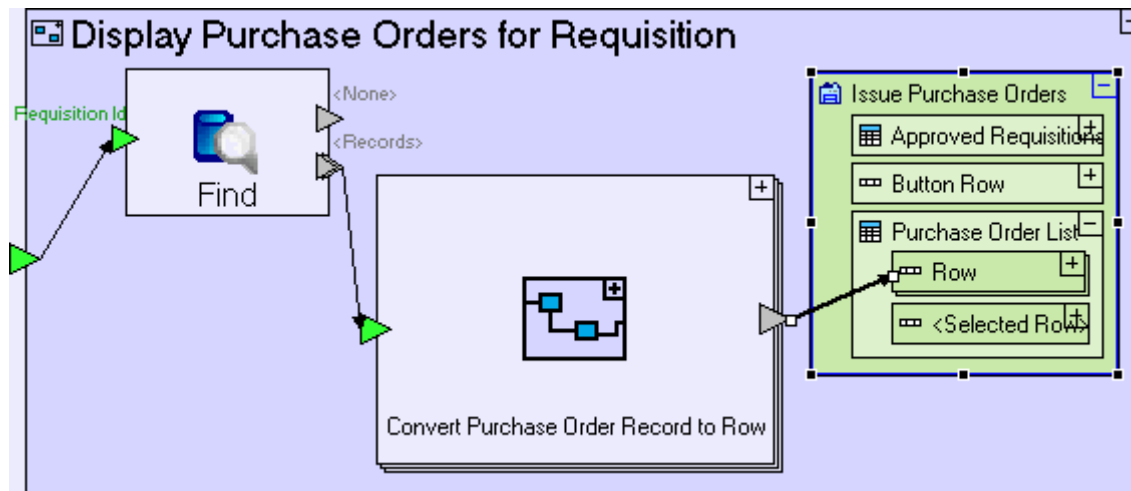 Display Purchase Orders for Requisition
<None>
Requisition Id
<Records>
Find
Convert Purchase Order Record to Row
Issue Purchase Orders
Approved Requisitions
Button Row
Purchase Order List
Row
<Selected Row>